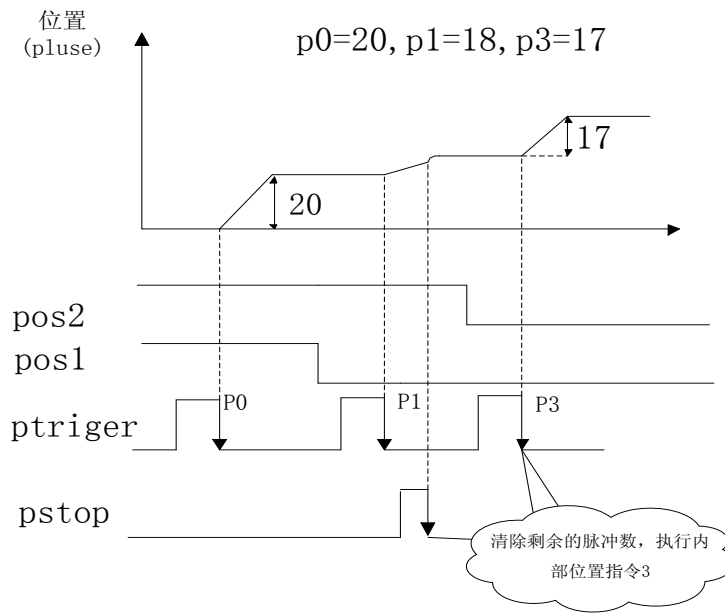 位置
(pluse)
p0=20, p1=18, p3=17
17
20
pos2
pos1
P0
P1
P3
ptriger
pstop
清除剩余的脉冲数，执行内
部位置指令3